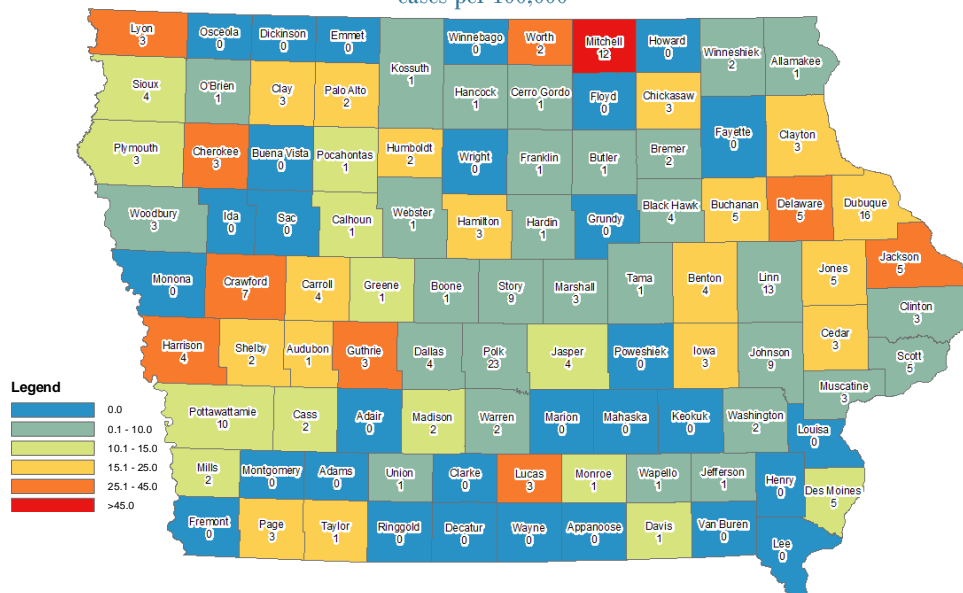 cases per 100,000
Lyon
3
Osceola
0
Dickinson
0
Emmet
0
Winnebago
0
Worth
2
Mitchell
12
Howard
0
Winneshiek
2
Allamakee
1
Kossuth
1
Sioux
4
O'Brien
1
Clay
3
Palo Alto
2
Hancock
1
Cerro Gordo
1
Floyd
0
Chickasaw
3
Fayette
0
Clayton
3
Plymouth
3
Cherokee
3
Buena Vista
0
Pocahontas
1
Humboldt
2
Wright
0
Franklin
1
Butler
1
Bremer
2
Woodbury
3
Ida
0
Sac
0
Calhoun
1
Webster
1
Hamilton
3
Hardin
1
Grundy
0
Black Hawk
4
Buchanan
5
Delaware
5
Dubuque
16
Monona
0
Crawford
7
Carroll
4
Greene
1
Boone
1
Story
9
Marshall
3
Tama
1
Benton
4
Linn
13
Jones
5
Jackson
5
Clinton
3
Harrison
4
Shelby
2
Audubon
1
Guthrie
3
Dallas
4
Polk
23
Jasper
4
Poweshiek
0
Iowa
3
Johnson
9
Cedar
3
Scott
5
Muscatine
3
Legend
0.0
0.1 - 10.0
10.1 - 15.0
15.1 - 25.0
25.1 - 45.0
>45.0
Pottawattamie
10
Cass
2
Adair
0
Madison
2
Warren
2
Marion
0
Mahaska
0
Keokuk
0
Washington
2
Louisa
0
Mills
2
Montgomery
0
Adams
0
Union
1
Clarke
0
Lucas
3
Monroe
1
Wapello
1
Jefferson
1
Henry
0
Des Moines
5
Fremont
0
Page
3
Taylor
1
Ringgold
0
Decatur
0
Wayne
0
Appanoose
0
Davis
1
Van Buren
0
Lee
0